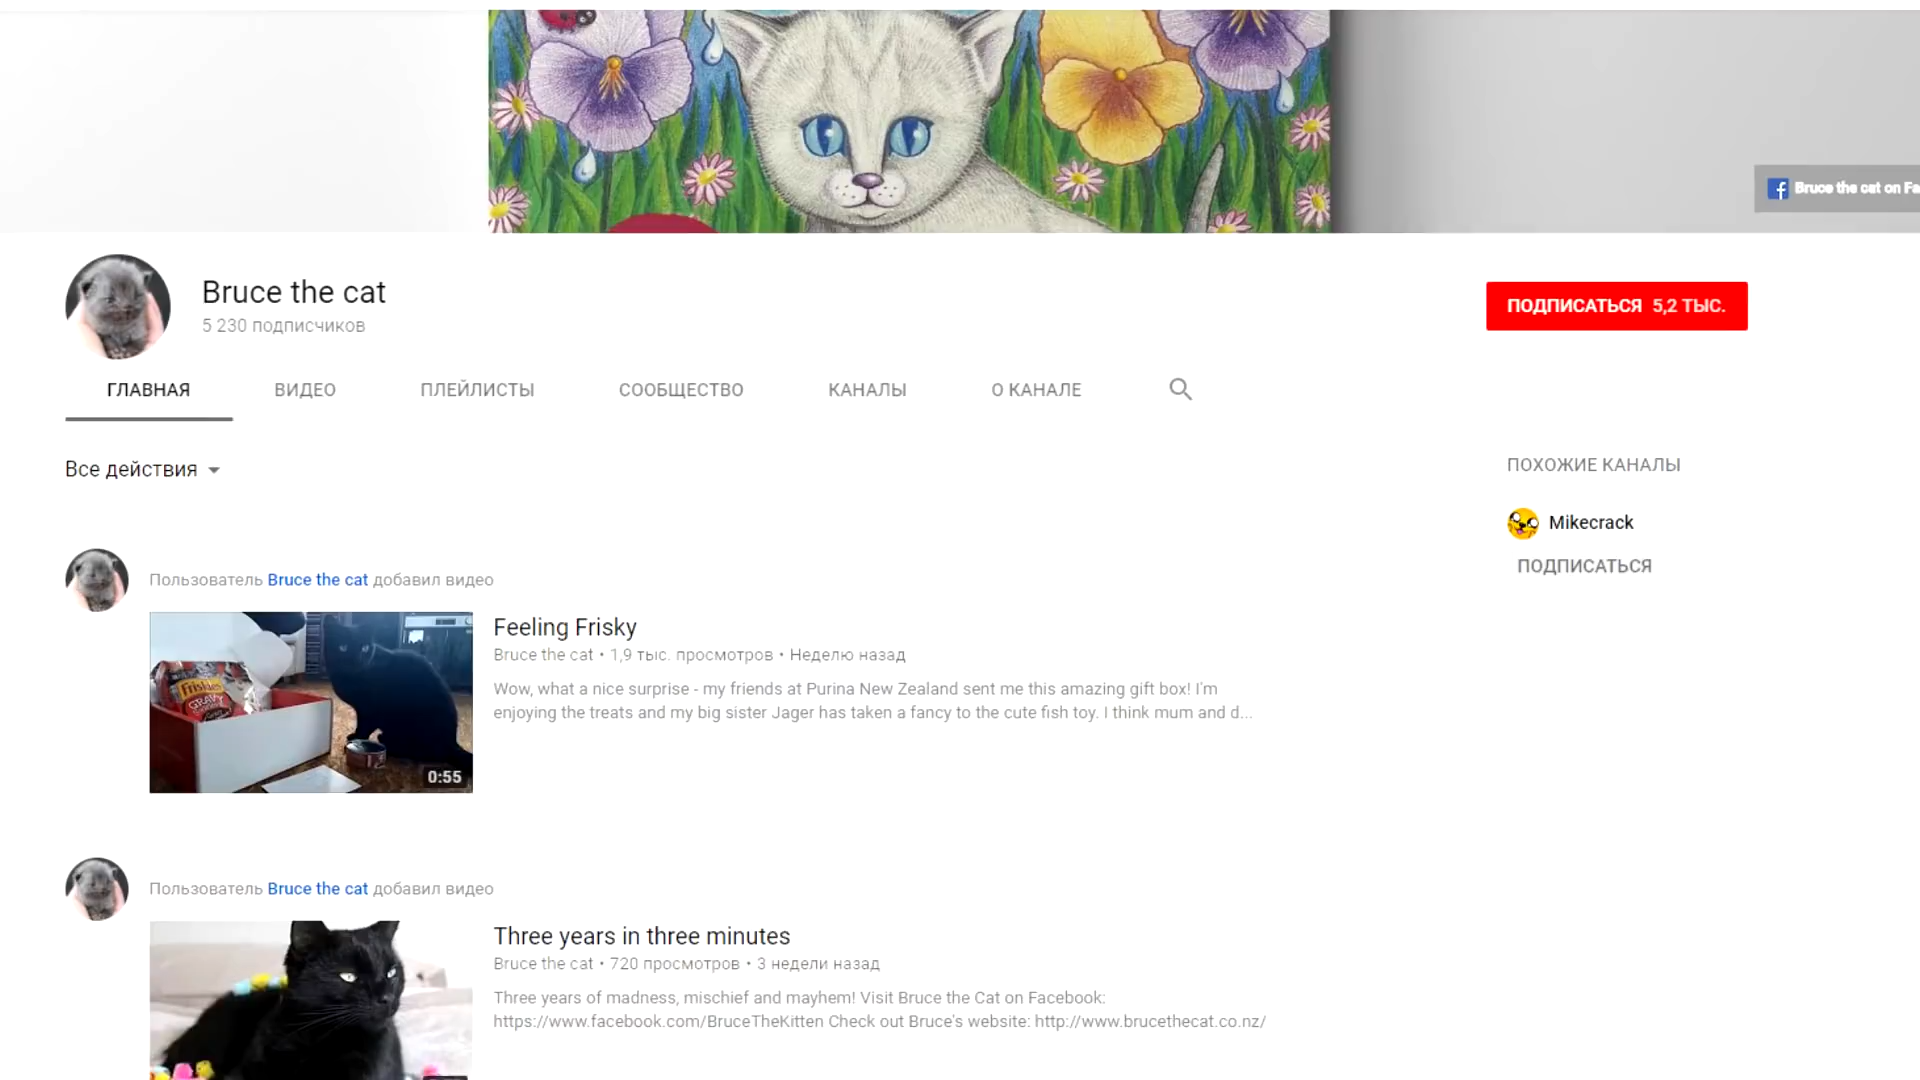 Bruce the cat on Fa
Bruce the cat
5 230 подписчиков
ПОДПИСАТЬСЯ 5,2 ТЫС.
ГЛАВНАЯ ВИДЕО ПЛЕЙЛИСТЫ СООБЩЕСТВО КАНАЛЫ О КАНАЛЕ
Все действия
ПОХОЖИЕ КАНАЛЫ
Mikecrack
ПОДПИСАТЬСЯ
Пользователь Bruce the cat добавил видео
Friskies
GRAVY
0:55
Feeling Frisky
Bruce the cat • 1,9 тыс. просмотров • Неделю назад
Wow, what a nice surprise - my friends at Purina New Zealand sent me this amazing gift box! I'm
enjoying the treats and my big sister Jager has taken a fancy to the cute fish toy. I think mum and d...
Пользователь Bruce the cat добавил видео
Three years in three minutes
Bruce the cat • 720 просмотров • 3 недели назад
Three years of madness, mischief and mayhem! Visit Bruce the Cat on Facebook:
https://www.facebook.com/BruceTheKitten Check out Bruce's website: http://www.brucethecat.co.nz/